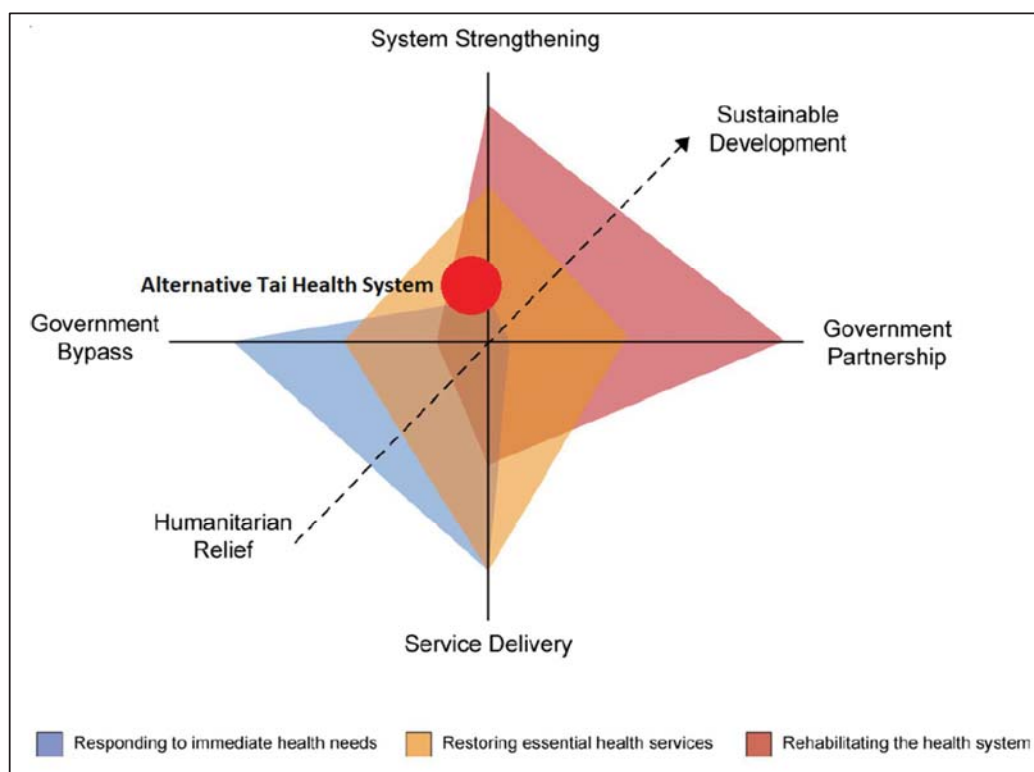 System Strengthening
Sustainable
Development
Alternative Tai Health System
Government
Bypass
Government
Partnership
Humanitarian
Relief
Service Delivery
Responding to immediate health needs
Restoring essential health services
Rehabilitating the health system